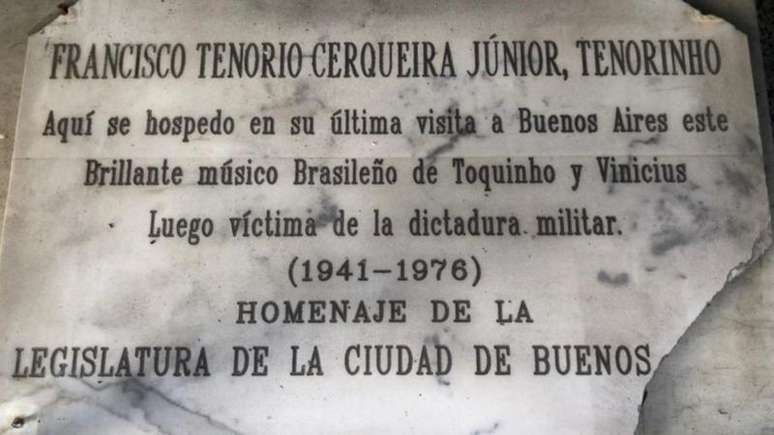 FRANCISCO TENORIO CERQUEIRA JÚNIOR, TENORINHO
Aquí se hospedo en su última visita a Buenos Aires este
Brillante músico Brasileño de Toquinho y Vinicius
Luego víctima de la dictadura militar.
(1941-1976)
HOMENAJE DE LA
LEGISLATURA DE LA CIUDAD DE BUENOS